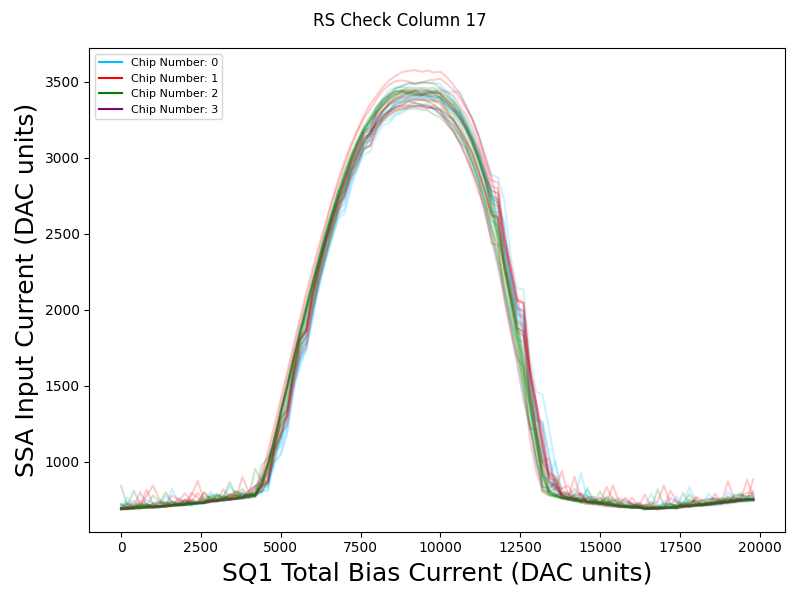 RS Check Column 17
Chip Number: 0
Chip Number: 1
Chip Number: 2
Chip Number: 3
3500
3000
2500
2000
1500
1000
SSA Input Current (DAC units)
0 2500 5000 7500 10000 12500 15000 17500 20000
SQ1 Total Bias Current (DAC units)